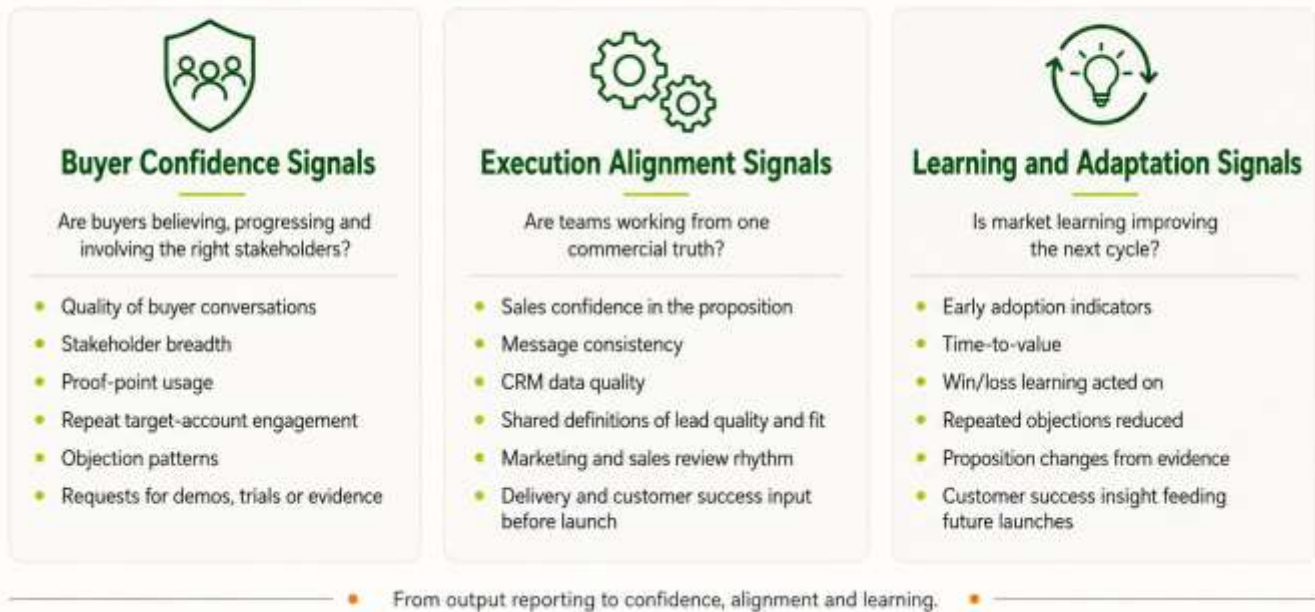 Buyer Confidence Signals
Are buyers believing, progressing and
involving the right stakeholders?
Quality of buyer conversations
Stakeholder breadth
Proof-point usage
Repeat target-account engagement
Objection patterns
Requests for demos, trials or evidence
Execution Alignment Signals
Are teams working from one
commercial truth?
Sales confidence in the proposition
Message consistency
CRM data quality
Shared definitions of lead quality and fit
Marketing and sales review rhythm
Delivery and customer success input
before launch
Learning and Adaptation Signals
Is market learning improving
the next cycle?
Early adoption indicators
Time-to-value
Win/loss learning acted on
Repeated objections reduced
Proposition changes from evidence
Customer success insight feeding
future launches
From output reporting to confidence, alignment and learning.